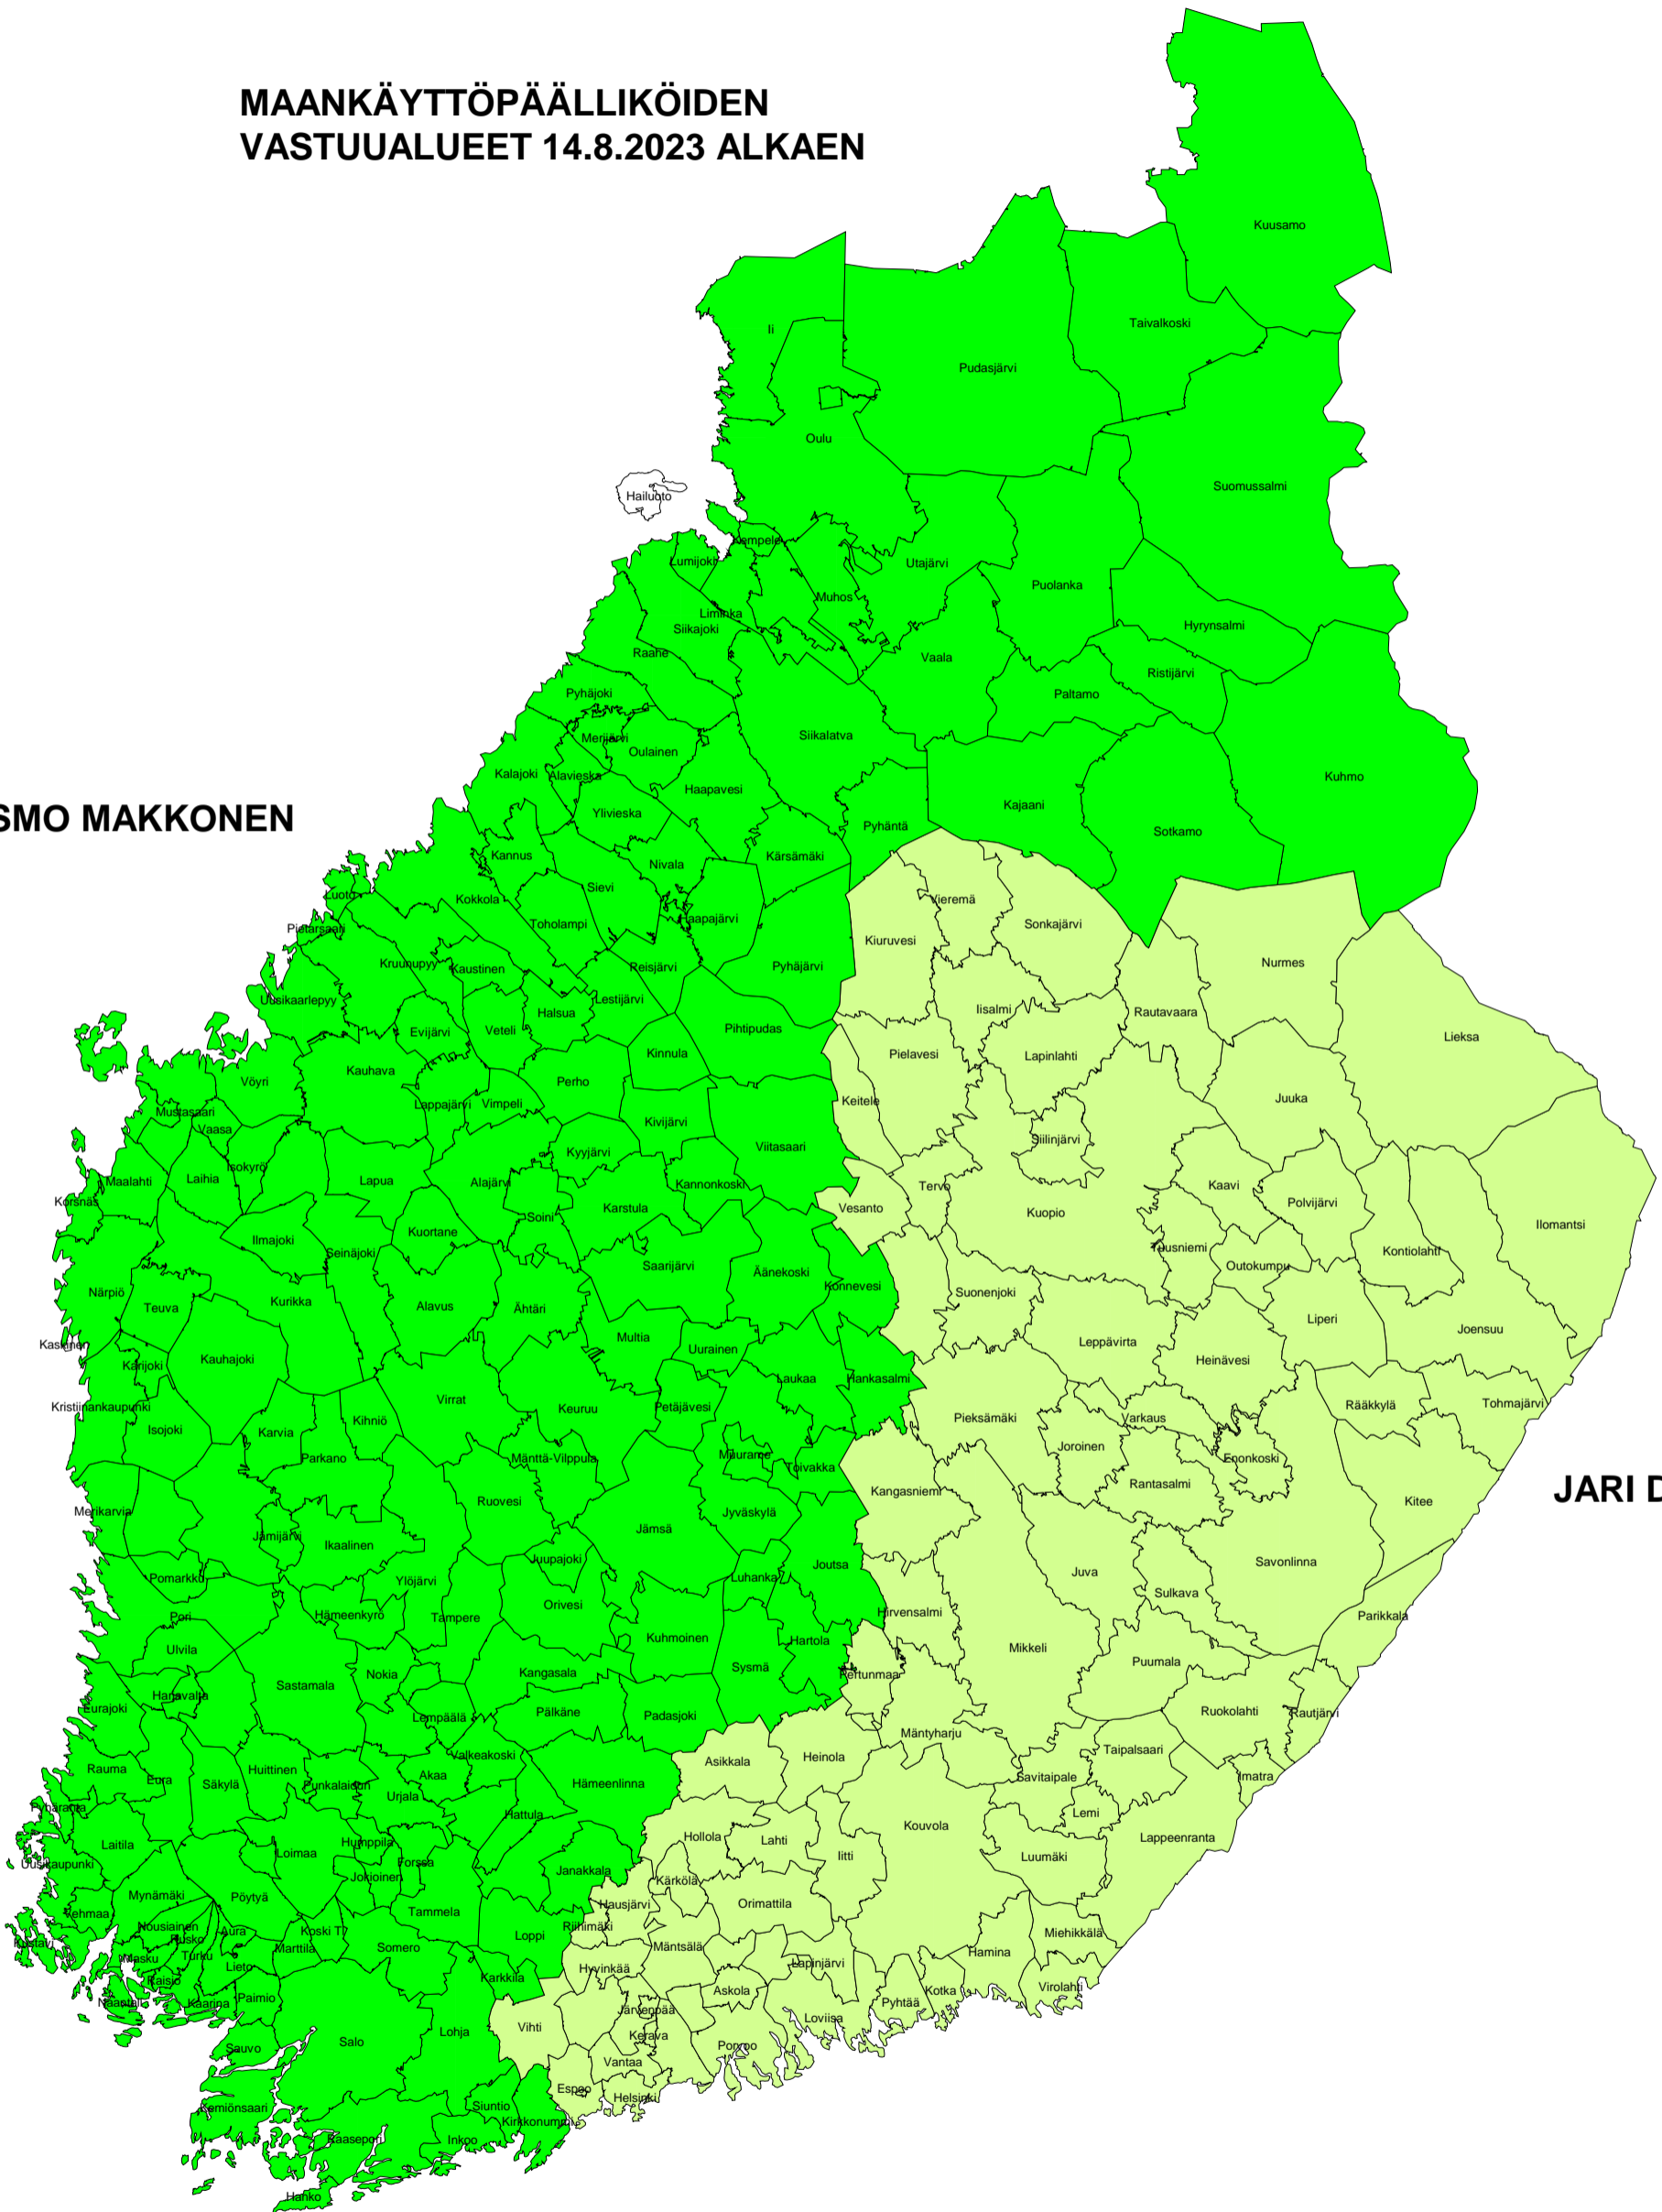 MAANKÄYTTÖPÄÄLLIKÖIDEN
VASTUUALUEET 14.8.2023 ALKAEN
Kuusamo
Taivalkoski
Ii
Pudasjärvi
Oulu
Suomussalmi
Hailuoto
Kempele
Lumijoki
Utajärvi
Puolanka
Muhos
Liminka
Siikajoki
Hyrynsalmi
Raahe
Vaala
Ristijärvi
Paltamo
Pyhäjoki
Merijärvi
Oulainen
Siikalatva
Kalajoki
Alavieska
Haapavesi
Kuhmo
Kajaani
SMO MAKKONEN
Ylivieska
Pyhäntä
Sotkamo
Kannus
Nivala
Kärsämäki
Sievi
Luoto
Kokkola
Vieremä
Toholampi
Haapajärvi
Sonkajärvi
Pietarsaari
Kiuruvesi
Kruunupyy
Kaustinen
Reisjärvi
Pyhäjärvi
Nurmes
Uusikaarlepyy
Lestijärvi
Halsua
Iisalmi
Rautavaara
Evijärvi
Veteli
Pihtipudas
Lieksa
Kinnula
Pielavesi
Lapinlahti
Kauhava
Vöyri
Perho
Keitele
Juuka
Lappajärvi
Vimpeli
Mustasaari
Vaasa
Kivijärvi
Siilinjärvi
Viitasaari
Kyyjärvi
Isokyrö
Maalahti
Laihia
Lapua
Alajärvi
Kannonkoski
Tervo
Kaavi
Korsnäs
Karstula
Vesanto
Kuopio
Polvijärvi
Soini
Ilomantsi
Kuortane
Ilmajoki
Seinäjoki
Tuusniemi
Kontiolahti
Saarijärvi
Äänekoski
Outokumpu
Konnevesi
Närpiö
Teuva
Kurikka
Alavus
Ähtäri
Suonenjoki
Liperi
Joensuu
Multia
Leppävirta
Kaskinen
Uurainen
Karijoki
Kauhajoki
Heinävesi
Laukaa
Hankasalmi
Virrat
Kristiinankaupunki
Keuruu
Petäjävesi
Rääkkylä
Tohmajärvi
Isojoki
Kihniö
Pieksämäki
Varkaus
Karvia
Joroinen
Parkano
Mänttä-Vilppula
Muurame
Toivakka
Enonkoski
Rantasalmi
Kangasniemi
JARI D
Ruovesi
Kitee
Merikarvia
Jyväskylä
Jämsä
Jämijärvi
Ikaalinen
Juupajoki
Joutsa
Savonlinna
Juva
Pomarkku
Ylöjärvi
Luhanka
Sulkava
Orivesi
Hirvensalmi
Pori
Hämeenkyrö
Tampere
Parikkala
Ulvila
Kuhmoinen
Hartola
Mikkeli
Sysmä
Puumala
Nokia
Kangasala
Pertunmaa
Sastamala
Harjavalta
Eurajoki
Pälkäne
Padasjoki
Lempäälä
Ruokolahti
Rautjärvi
Mäntyharju
Valkeakoski
Asikkala
Heinola
Taipalsaari
Rauma
Eura
Säkylä
Huittinen
Punkalaidun
Akaa
Hämeenlinna
Savitaipale
Imatra
Urjala
Pyhäranta
Hattula
Lemi
Kouvola
Lappeenranta
Laitila
Humppila
Hollola
Lahti
Loimaa
Iitti
Luumäki
Uusikaupunki
Forssa
Jokioinen
Janakkala
Kärkölä
Mynämäki
Pöytyä
Orimattila
Hausjärvi
Vehmaa
Tammela
Nousiainen
Riihimäki
Aura
Koski Tl
Loppi
Miehikkälä
Rusko
Kustavi
Marttila
Somero
Mäntsälä
Hamina
Masku
Turku
Lieto
Lapinjärvi
Hyvinkää
Raisio
Karkkila
Virolahti
Askola
Kotka
Naantali
Kaarina
Paimio
Pyhtää
Järvenpää
Loviisa
Vihti
Lohja
Kerava
Salo
Porvoo
Sauvo
Vantaa
Espoo
Helsinki
Kemiönsaari
Siuntio
Kirkkonummi
Raasepori
Inkoo
Hanko